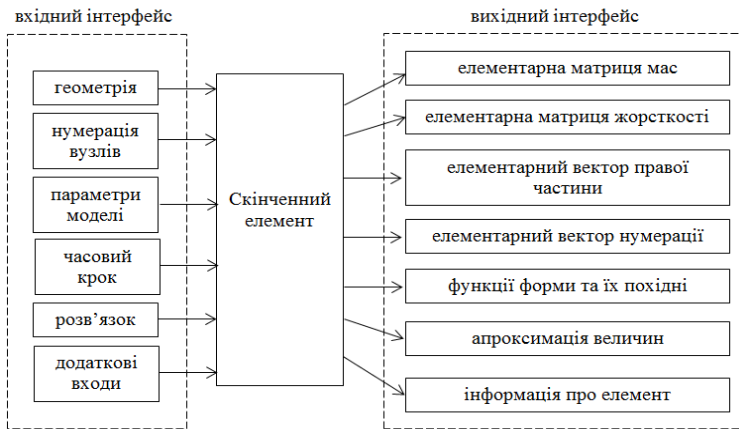 вхідний інтерфейс
геометрія
нумерація
вузлів
параметри
моделі
часовий
крок
розв’язок
додаткові
входи
Скінченний
елемент
вихідний інтерфейс
елементарна матриця мас
елементарна матриця жорсткості
елементарний вектор правої
частини
елементарний вектор нумерації
функції форми та їх похідні
апроксимація величин
інформація про елемент